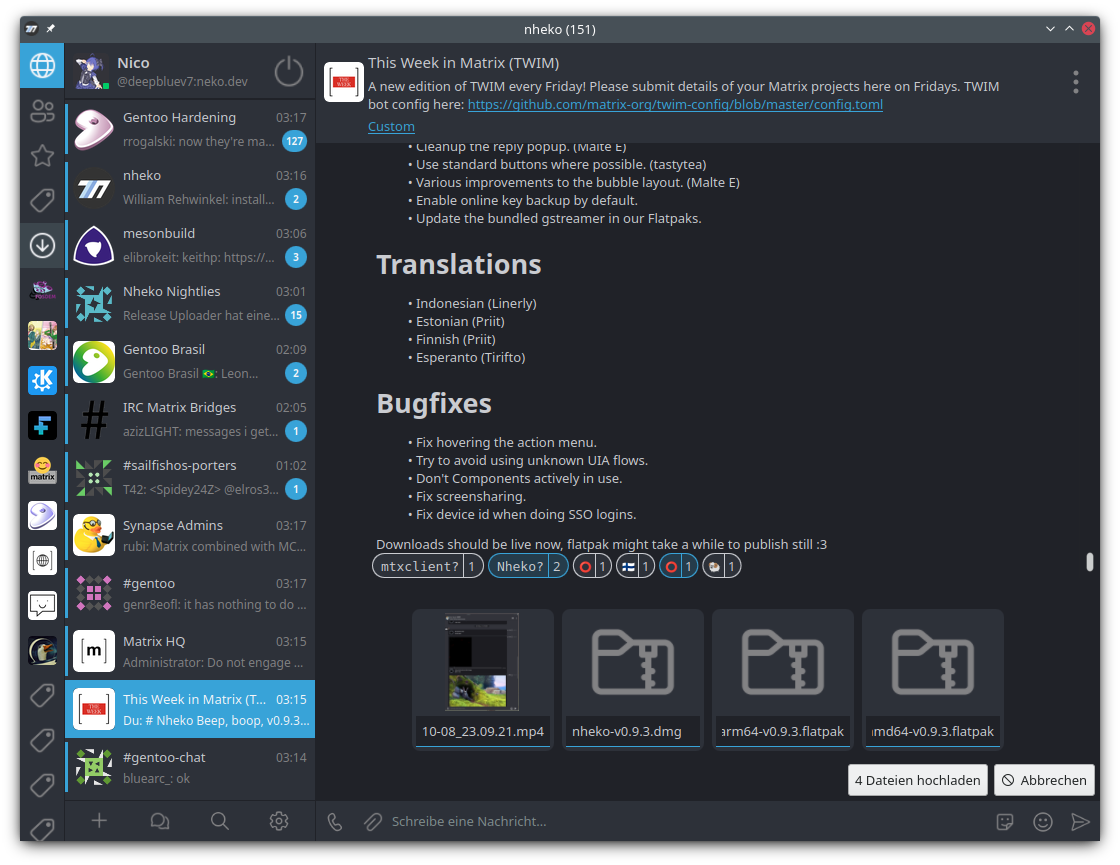 nheko (151)
Nico
@deepbluev7:neko.dev
Gentoo Hardening 03:17
rrogalski: now they're ma... 127
nheko 03:16
William Rehwinkel: install... 2
mesonbuild 03:06
elibrokeit: keithp: https://... 3
Nheko Nightlies 03:01
Release Uploader hat eine... 15
Gentoo Brasil 02:09
Gentoo Brasil 🇧🇷: Leon... 2
IRC Matrix Bridges 02:05
azizLIGHT: messages i get... 1
#sailfishos-porters 01:02
T42: <Spidey24Z> @elros3... 1
Synapse Admins 03:17
rubi: Matrix combined with MC...
#gentoo 03:17
genr8eofl: it has nothing to do ...
Matrix HQ 03:15
Administrator: Do not engage ...
This Week in Matrix (T... 03:15
Du: # Nheko Beep, boop, v0.9.3...
#gentoo-chat 03:14
bluearc_: ok
matrix
[m]
THE
WEEK
This Week in Matrix (TWIM)
A new edition of TWIM every Friday! Please submit details of your Matrix projects here on Fridays. TWIM
bot config here: https://github.com/matrix-org/twim-config/blob/master/config.toml
Custom
• Cleanup the reply popup. (Malte E)
• Use standard buttons where possible. (tastytea)
• Various improvements to the bubble layout. (Malte E)
• Enable online key backup by default.
• Update the bundled gstreamer in our Flatpaks.
Translations
• Indonesian (Linerly)
• Estonian (Priit)
• Finnish (Priit)
• Esperanto (Tirifto)
Bugfixes
• Fix hovering the action menu.
• Try to avoid using unknown UIA flows.
• Don't Components actively in use.
• Fix screensharing.
• Fix device id when doing SSO logins.
Downloads should be live now, flatpak might take a while to publish still :3
mtxclient? 1 Nheko? 2 ⭕ 1 🇫🇮 1 ⭕ 1 🐏 1
10-08_23.09.21.mp4 nheko-v0.9.3.dmg arm64-v0.9.3.flatpak md64-v0.9.3.flatpak
4 Dateien hochladen Abbrechen
Schreibe eine Nachricht...